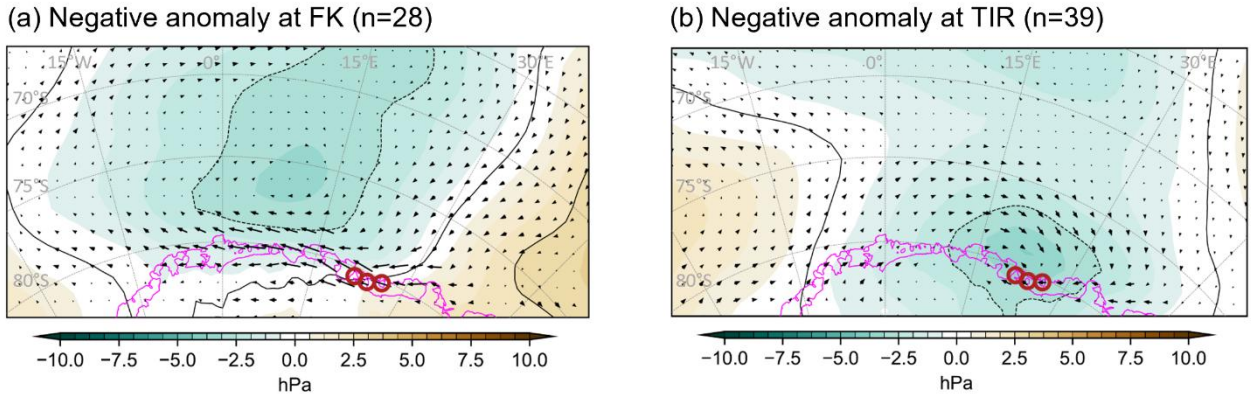 (a) Negative anomaly at FK (n=28)
(b) Negative anomaly at TIR (n=39)
15°W 0° 15°E 30°E
70°S
75°S
80°S
15°W 0° 15°E 30°E
70°S
75°S
80°S
−10.0 −7.5 −5.0 −2.5 0.0 2.5 5.0 7.5 10.0
hPa
−10.0 −7.5 −5.0 −2.5 0.0 2.5 5.0 7.5 10.0
hPa